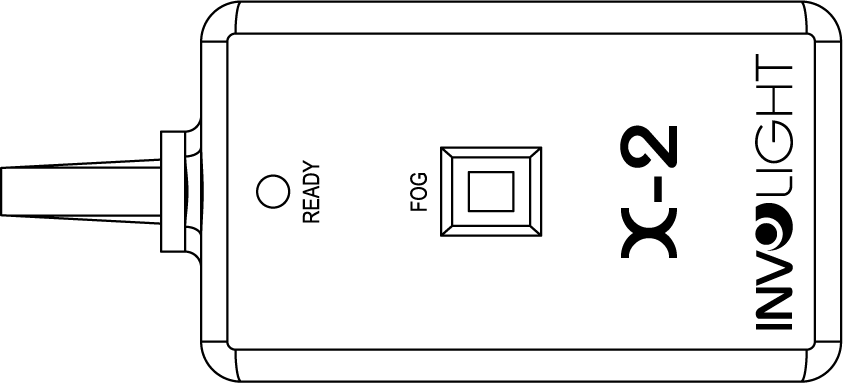 READY
FOG
X-2
INVOLIGHT